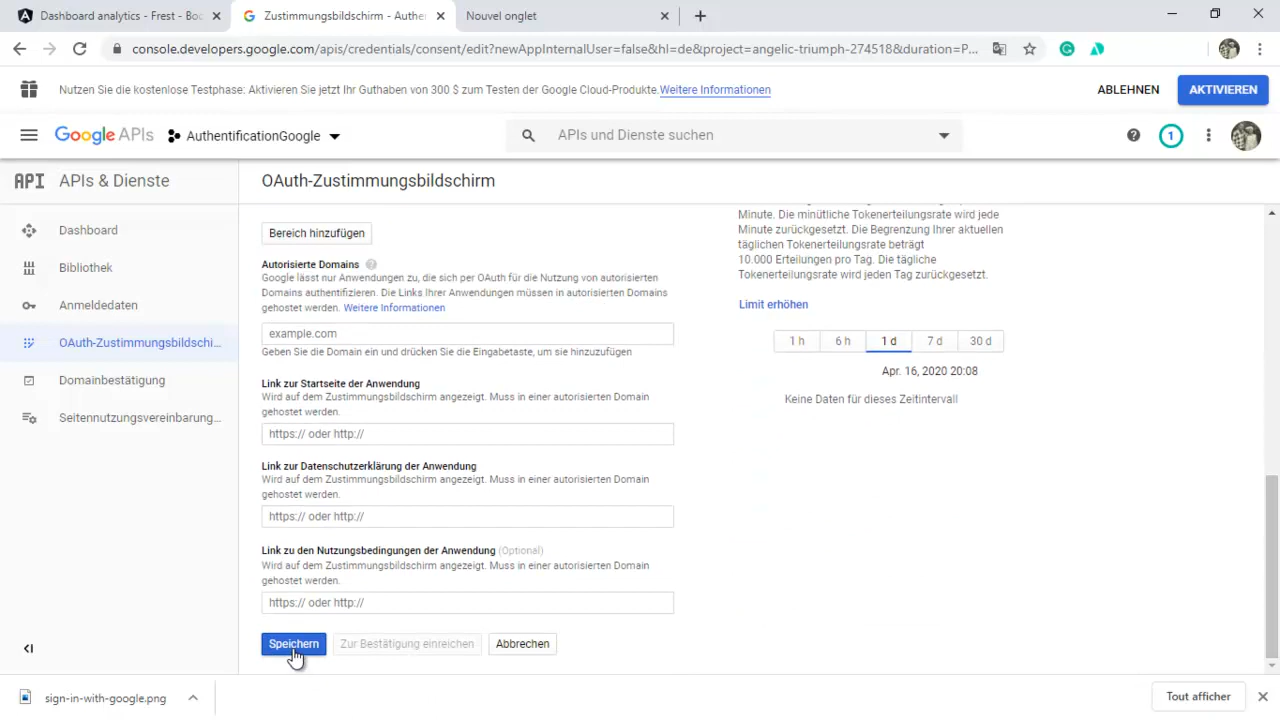 Dashboard analytics - Frest - Boo
Zustimmungsbildschirm - Authe
Nouvel onglet
console.developers.google.com/apis/credentials/consent/edit?newAppInternalUser=false&hl=de&project=angelic-triumph-274518&duration=P...
Nutzen Sie die kostenlose Testphase: Aktivieren Sie jetzt Ihr Guthaben von 300 $ zum Testen der Google Cloud-Produkte.Weitere Informationen
ABLEHNEN
AKTIVIEREN
Google APIs
AuthentificationGoogle
APIs und Dienste suchen
1
API APIs & Dienste
OAuth-Zustimmungsbildschirm
Dashboard
Bibliothek
Anmeldedaten
OAuth-Zustimmungsbildschi...
Domainbestätigung
Seitennutzungsvereinbarung...
Bereich hinzufügen
Autorisierte Domains
Google lässt nur Anwendungen zu, die sich per OAuth für die Nutzung von autorisierten
Domains authentifizieren. Die Links Ihrer Anwendungen müssen in autorisierten Domains
gehostet werden. Weitere Informationen
example.com
Geben Sie die Domain ein und drücken Sie die Eingabetaste, um sie hinzuzufügen
Link zur Startseite der Anwendung
Wird auf dem Zustimmungsbildschirm angezeigt. Muss in einer autorisierten Domain
gehostet werden.
https:// oder http://
Link zur Datenschutzerklärung der Anwendung
Wird auf dem Zustimmungsbildschirm angezeigt. Muss in einer autorisierten Domain
gehostet werden.
https:// oder http://
Link zu den Nutzungsbedingungen der Anwendung (Optional)
Wird auf dem Zustimmungsbildschirm angezeigt. Muss in einer autorisierten Domain
gehostet werden.
https:// oder http://
Speichern
Zur Bestätigung einreichen
Abbrechen
Minute. Die minütliche Tokenerteilungsrate wird jede
Minute zurückgesetzt. Die Begrenzung Ihrer aktuellen
täglichen Tokenerteilungsrate beträgt
10.000 Erteilungen pro Tag. Die tägliche
Tokenerteilungsrate wird jeden Tag zurückgesetzt.
Limit erhöhen
1 h
6 h
1 d
7 d
30 d
Apr. 16, 2020 20:08
Keine Daten für dieses Zeitintervall
sign-in-with-google.png
Tout afficher